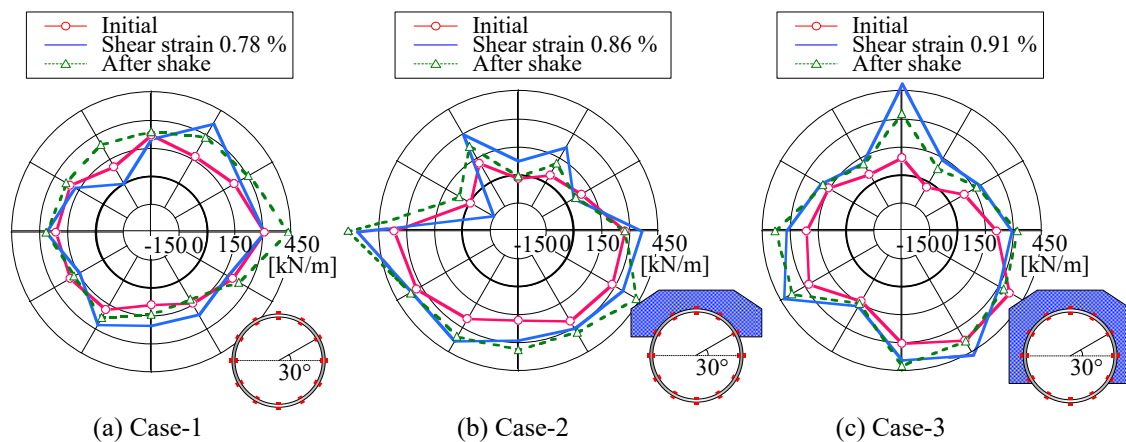 Initial
Shear strain 0.78 %
After shake
Initial
Shear strain 0.86 %
After shake
Initial
Shear strain 0.91 %
After shake
-150 0 150 450
[kN/m]
-150 0 150 450
[kN/m]
-150 0 150 450
[kN/m]
30°
30°
30°
(a) Case-1
(b) Case-2
(c) Case-3